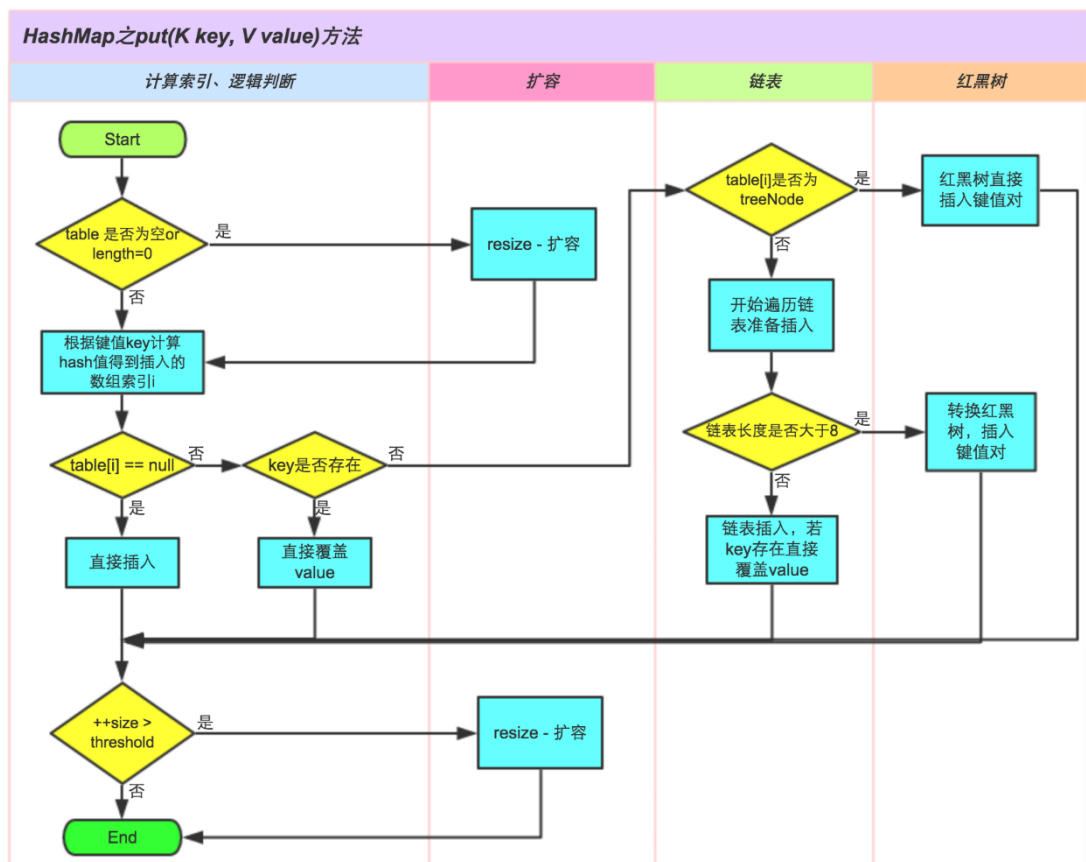 HashMap之put(K key, V value)方法
计算索引、逻辑判断
扩容
链表
红黑树
Start
table 是否为空or
length=0
是
resize - 扩容
否
根据键值key计算
hash值得到插入的
数组索引i
table[i] == null
否
key是否存在
否
是
直接插入
是
直接覆盖
value
table[i]是否为
treeNode
是
红黑树直接
插入键值对
否
开始遍历链
表准备插入
链表长度是否大于8
是
转换红黑
树，插入
键值对
否
链表插入，若
key存在直接
覆盖value
++size >
threshold
是
resize - 扩容
否
End